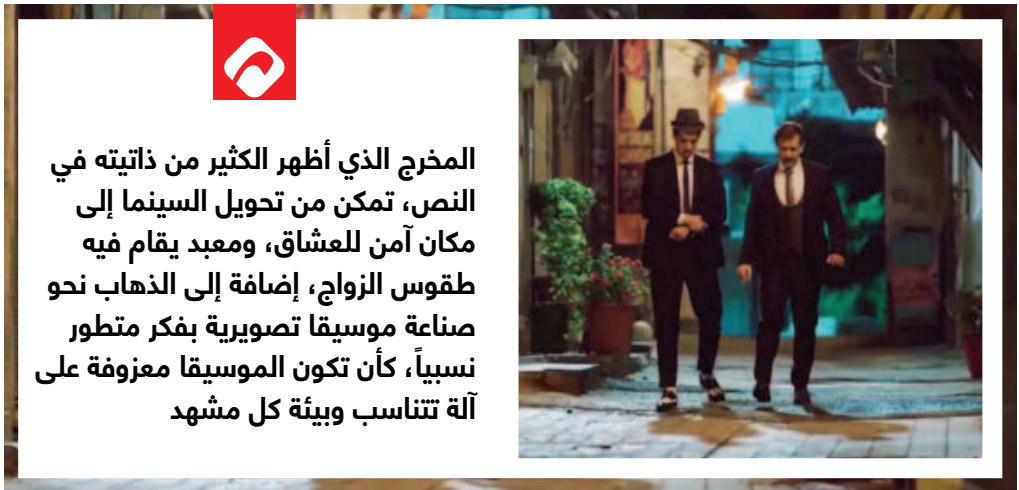 المخرج الذي أظهر الكثير من ذاتيته في
النص، تمكن من تحويل السينما إلى
مكان آمن للعشاق، ومعبد يقام فيه
طقوس الزواج، إضافة إلى الذهاب نحو
صناعة موسيقا تصويرية بفكر متطور
نسبياً، كأن تكون الموسيقا معزوفة على
آلة تتناسب وبيئة كل مشهد